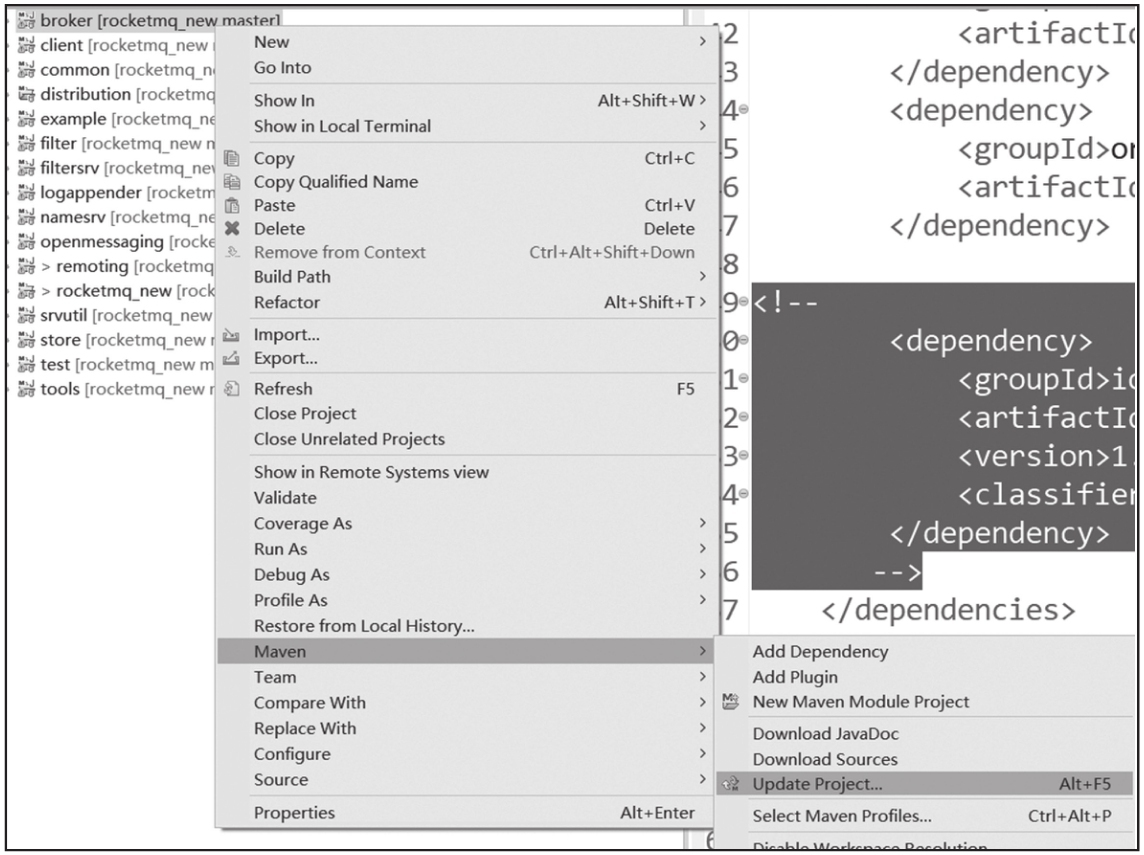 broker [rocketmq_new master]
client [rocketmq_new
common [rocketmq_n
distribution [rocketmq
example [rocketmq_ne
filter [rocketmq_new m
filtersrv [rocketmq_new
logappender [rocketm
namesrv [rocketmq_ne
openmessaging [rocke
> remoting [rocketmq
> rocketmq_new [rock
srvutil [rocketmq_new
store [rocketmq_new
test [rocketmq_new m
tools [rocketmq_new
New
Go Into
Show In Alt+Shift+W
Show in Local Terminal
Copy Ctrl+C
Copy Qualified Name
Paste Ctrl+V
Delete Delete
Remove from Context Ctrl+Alt+Shift+Down
Build Path
Refactor Alt+Shift+T
Import...
Export...
Refresh F5
Close Project
Close Unrelated Projects
Show in Remote Systems view
Validate
Coverage As
Run As
Debug As
Profile As
Restore from Local History...
Maven
Team
Compare With
Replace With
Configure
Source
Properties Alt+Enter
2 <artifactId
3 </dependency>
4 <dependency>
5 <groupId>or
6 <artifactId
7 </dependency>
8
9 <!--
0 <dependency>
1 <groupId>io
2 <artifactId
3 <version>1.
4 <classifier
5 </dependency>
6 -->
7 </dependencies>
Add Dependency
Add Plugin
New Maven Module Project
Download JavaDoc
Download Sources
Update Project... Alt+F5
Select Maven Profiles... Ctrl+Alt+P
Disable Workspace Resolution